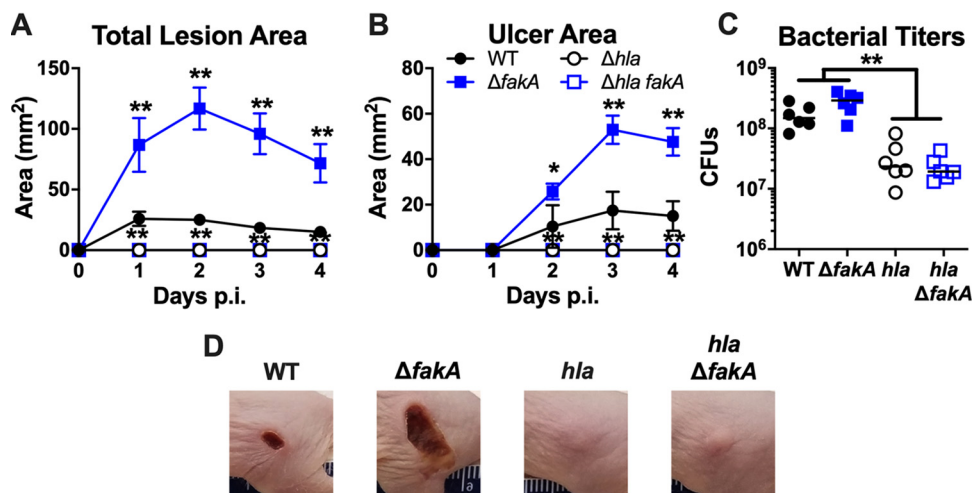 A
Total Lesion Area
Area (mm²)
150
100
75
50
25
0
**
**
**
**
**
**
**
**
0 1 2 3 4
Days p.i.
B
Ulcer Area
WT
Δhla
ΔfakA
Δhla fakA
Area (mm²)
80
60
40
20
0
*
**
**
**
**
**
0 1 2 3 4
Days p.i.
C
Bacterial Titers
**
CFUs
10⁹
10⁸
10⁷
10⁶
WT ΔfakA hla hla
ΔfakA
D
WT
ΔfakA
hla
hla
ΔfakA
e